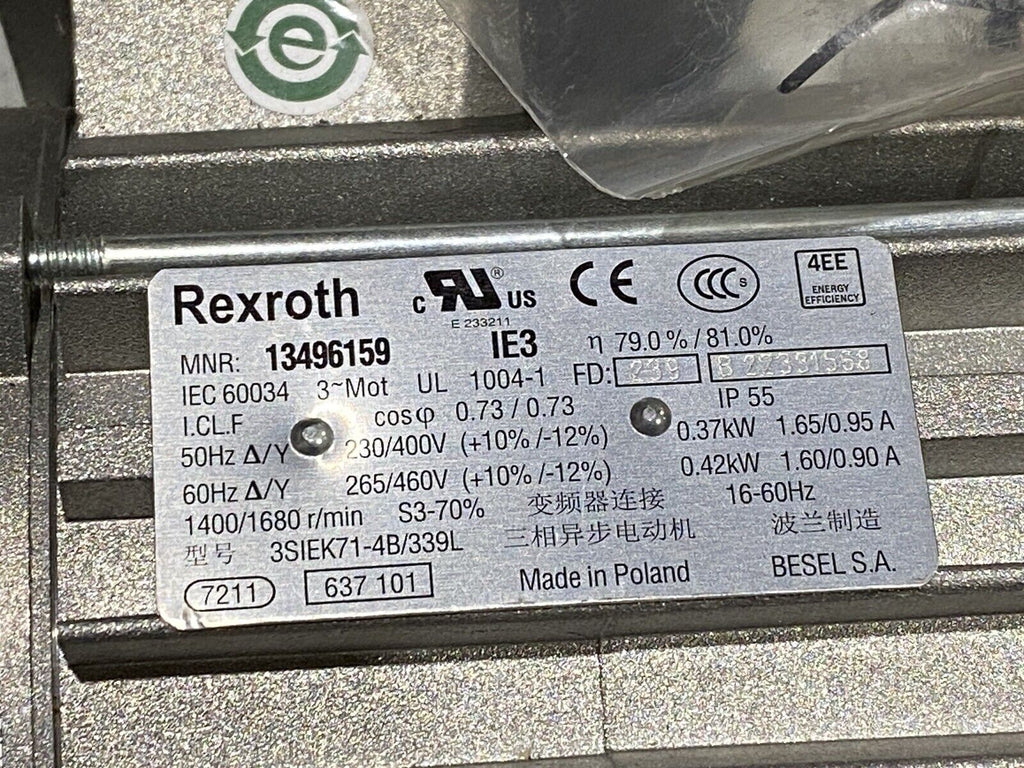 e
Rexroth c RU ® US CE CCC S 4EE ENERGY EFFICIENCY
E 233211
MNR: 13496159 IE3 η 79.0 % / 81.0%
IEC 60034 3~Mot UL 1004-1 FD: 239
I.CL.F cosφ 0.73 / 0.73 IP 55
50Hz Δ/Y 230/400V (+10% /-12%) 0.37kW 1.65/0.95 A
60Hz Δ/Y 265/460V (+10% /-12%) 0.42kW 1.60/0.90 A
1400/1680 r/min S3-70% 变频器连接 16-60Hz
型号 3SIEK71-4B/339L 三相异步电动机 波兰制造
7211 637 101 Made in Poland BESEL S.A.